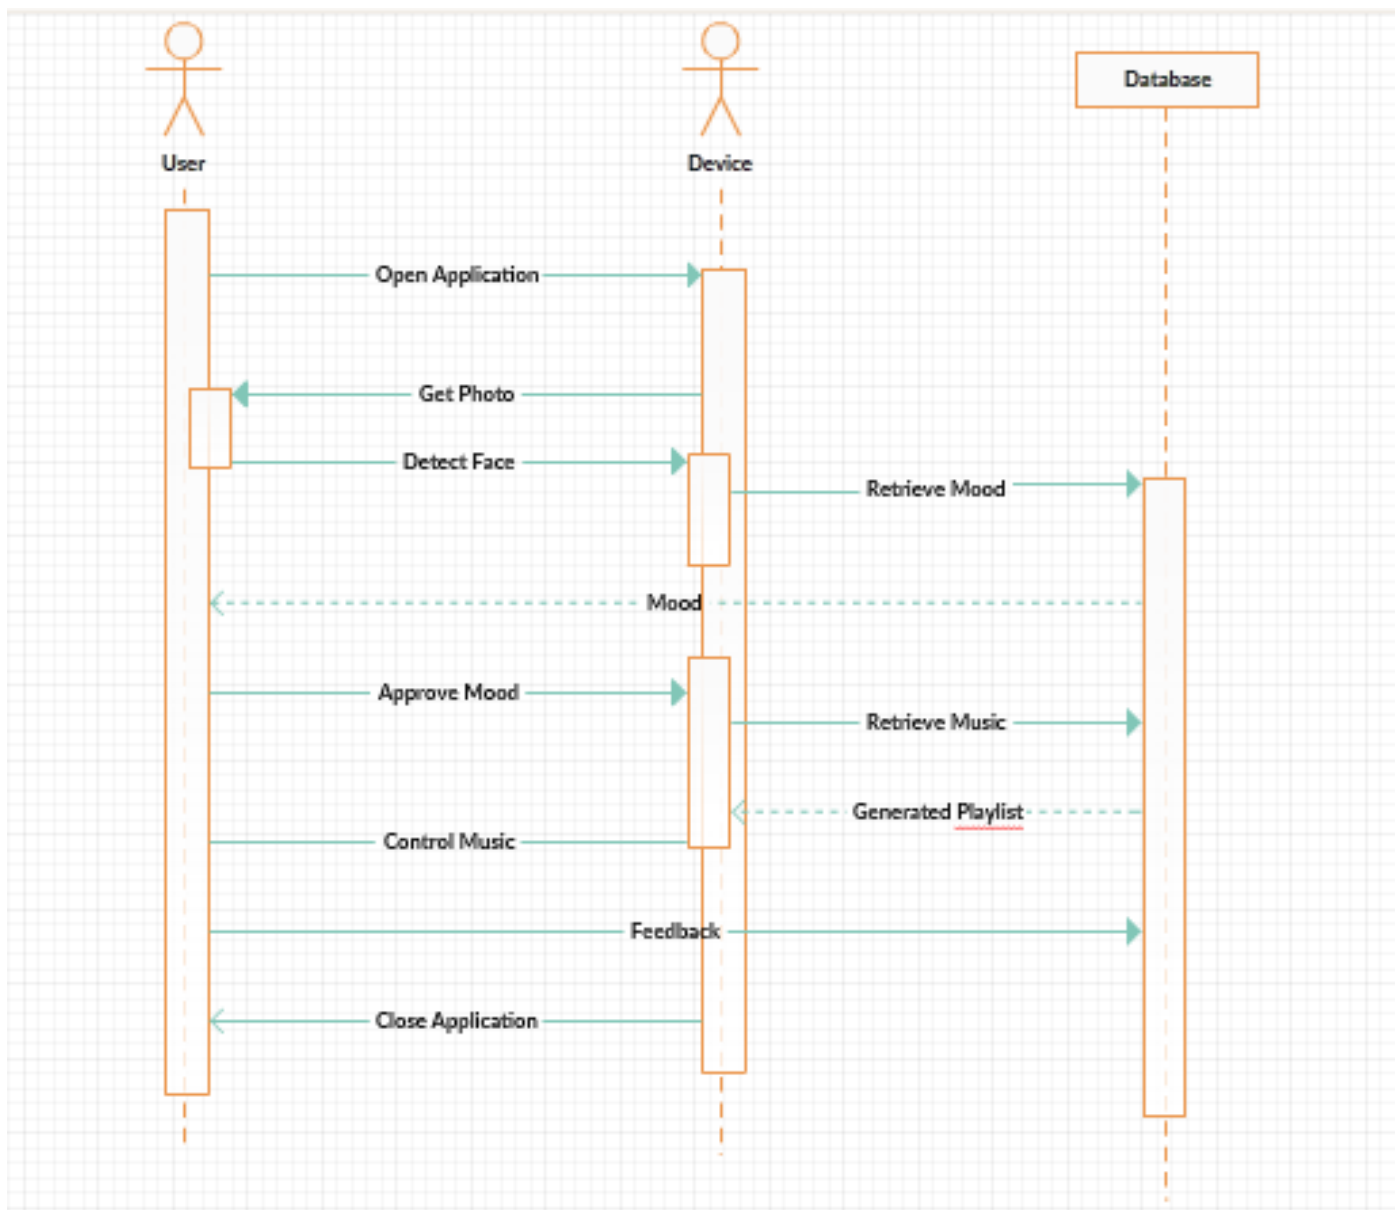 Database
User
Device
Open Application
Get Photo
Detect Face
Retrieve Mood
Mood
Approve Mood
Retrieve Music
Generated Playlist
Control Music
Feedback
Close Application